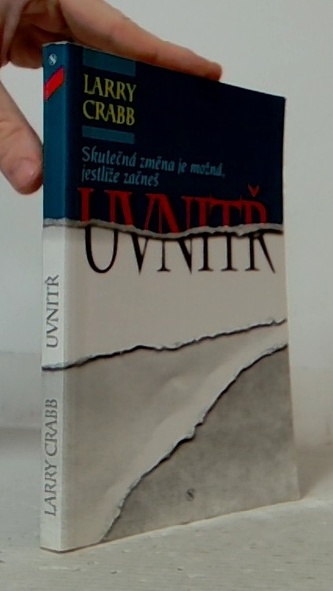 LARRY
CRABB
Skutečná změna je možná,
jestliže začneš
UVNITŘ
LARRY CRABB UVNITŘ